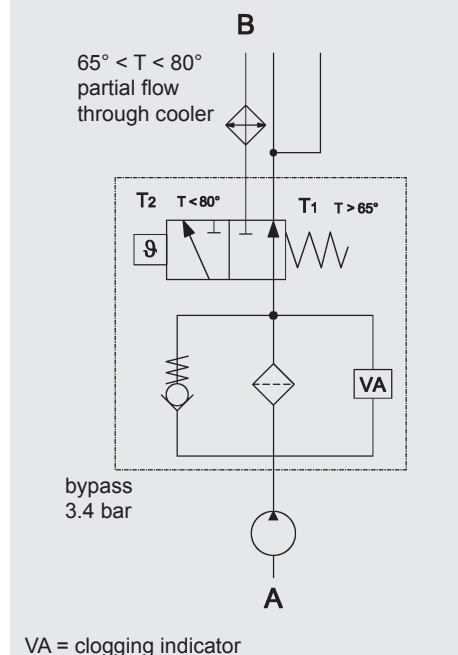 B
65° < T < 80°
partial flow
through cooler
T2 T < 80° T1 T > 65°
ϑ
VA
bypass
3.4 bar
A
VA = clogging indicator